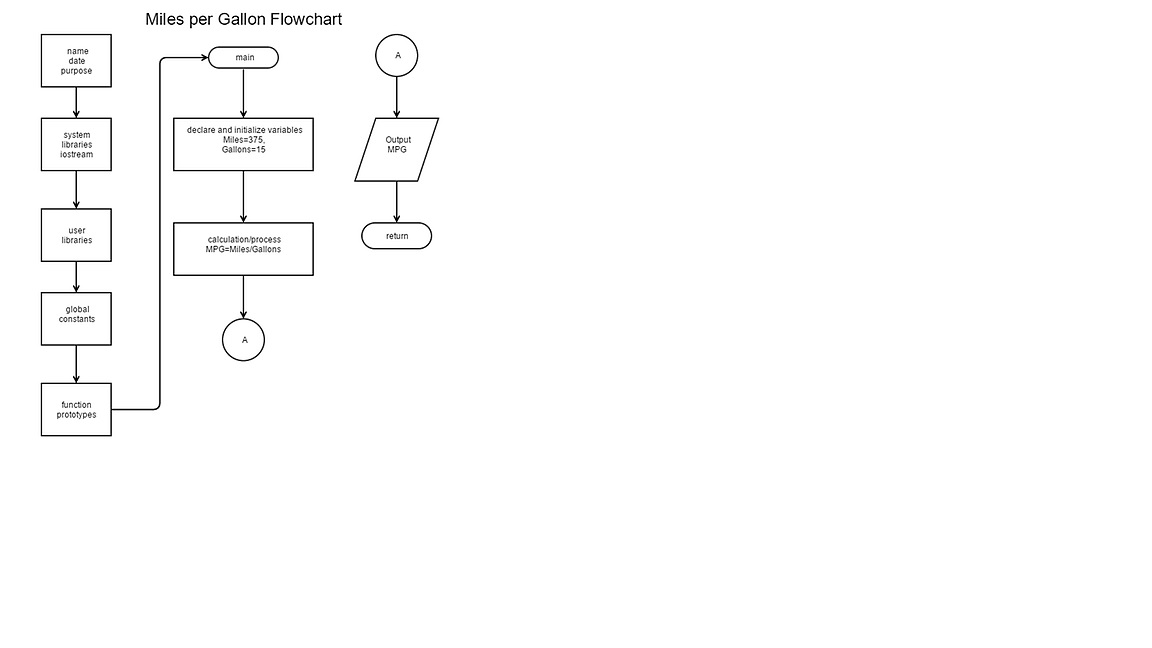 Miles per Gallon Flowchart
name
date
purpose
system
libraries
iostream
user
libraries
global
constants
function
prototypes
main
declare and initialize variables
Miles=375,
Gallons=15
calculation/process
MPG=Miles/Gallons
A
A
Output
MPG
return